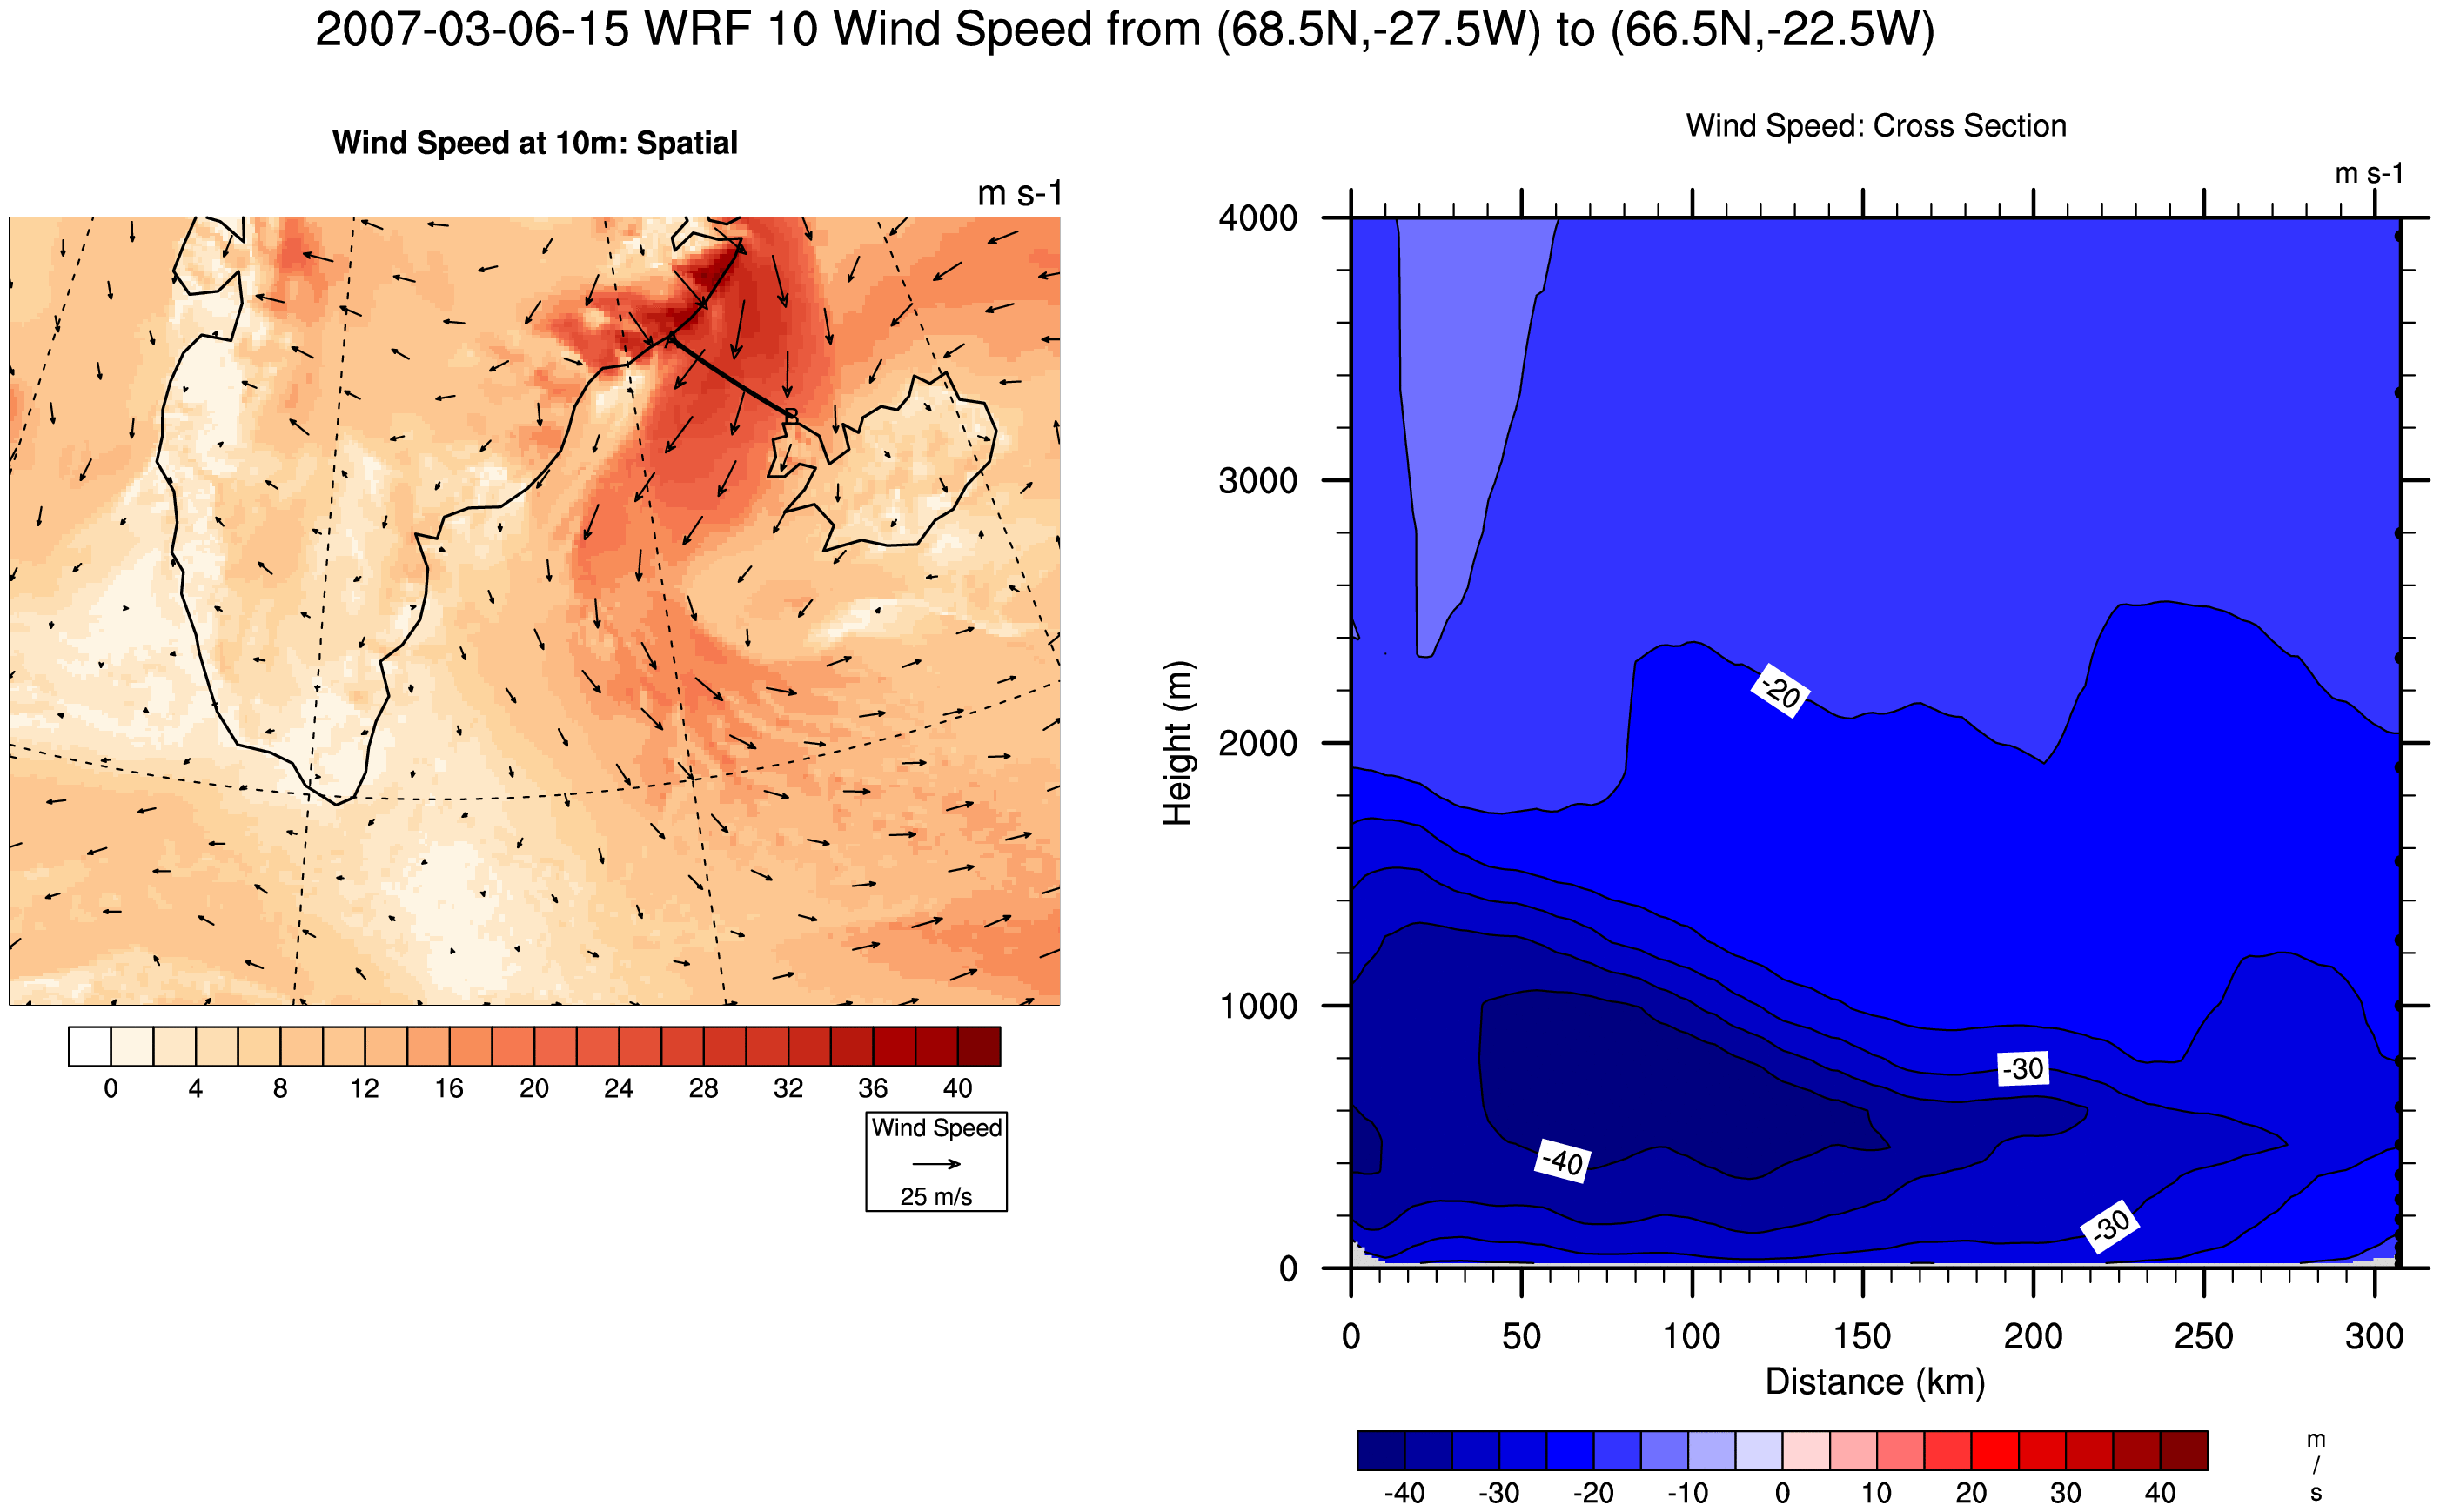 2007-03-06-15 WRF 10 Wind Speed from (68.5N,-27.5W) to (66.5N,-22.5W)
Wind Speed at 10m: Spatial
m s-1
A
B
0 4 8 12 16 20 24 28 32 36 40
Wind Speed
25 m/s
Wind Speed: Cross Section
m s-1
4000
3000
2000
1000
0
Height (m)
-20
-30
-40
-30
0 50 100 150 200 250 300
Distance (km)
-40 -30 -20 -10 0 10 20 30 40
m
/
s